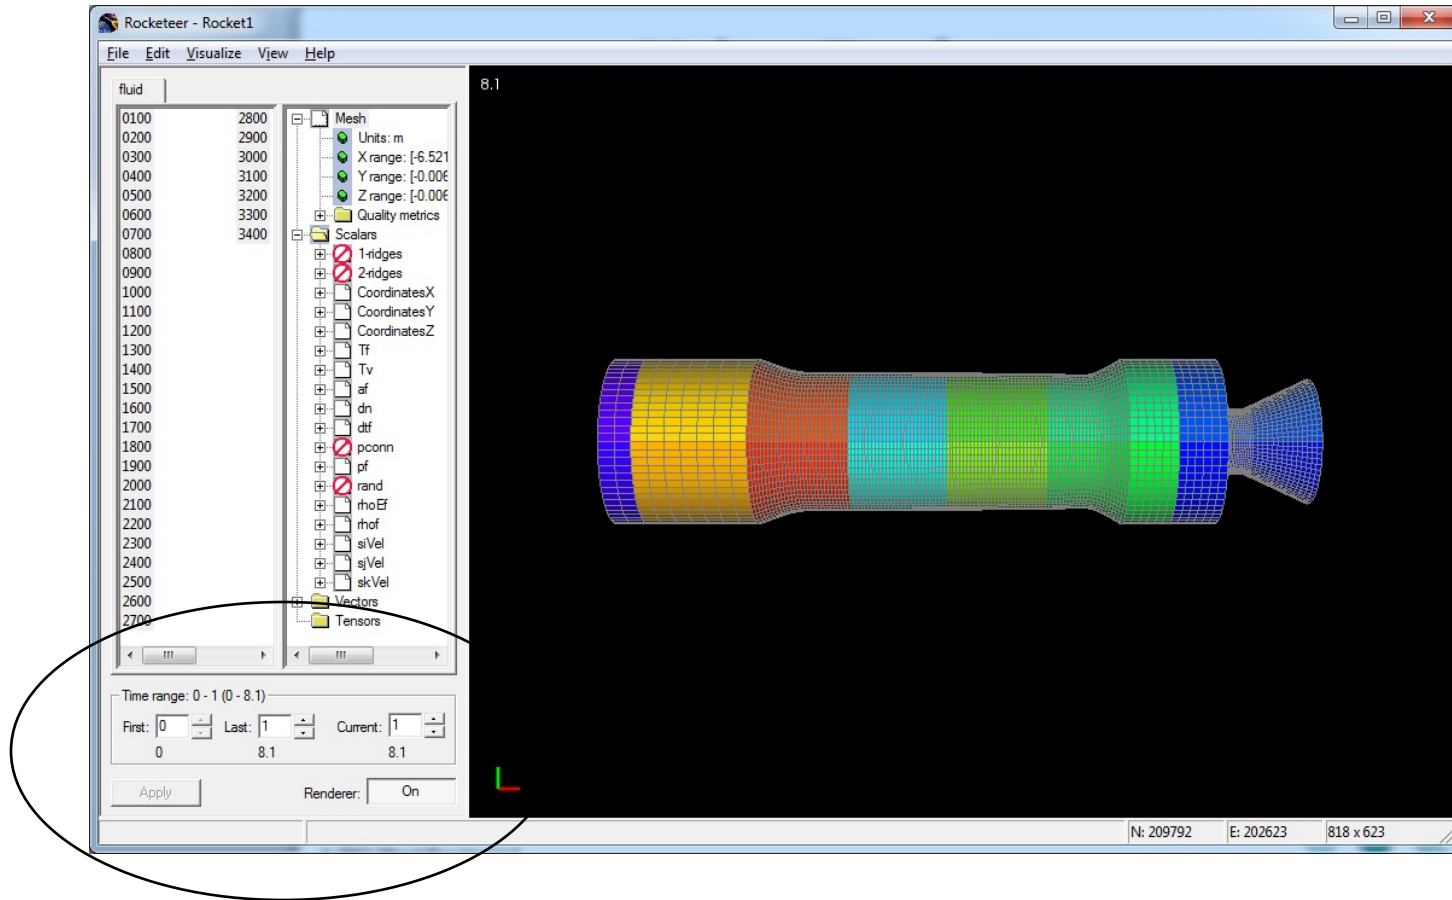 Rocketeer - Rocket1
File Edit Visualize View Help
fluid
8.1
0100 2800
0200 2900
0300 3000
0400 3100
0500 3200
0600 3300
0700 3400
0800
0900
1000
1100
1200
1300
1400
1500
1600
1700
1800
1900
2000
2100
2200
2300
2400
2500
2600
2700
Mesh
Units: m
X range: [-6.521
Y range: [-0.006
Z range: [-0.006
Quality metrics
Scalars
1-ridges
2-ridges
CoordinatesX
CoordinatesY
CoordinatesZ
Tf
Tv
af
dn
dtf
pconn
pf
rand
rhoEf
rhof
siVel
sjVel
skVel
Vectors
Tensors
Time range: 0 - 1 (0 - 8.1)
First: 0 Last: 1 Current: 1
0 8.1 8.1
Apply Renderer: On
N: 209792 E: 202623 818 x 623